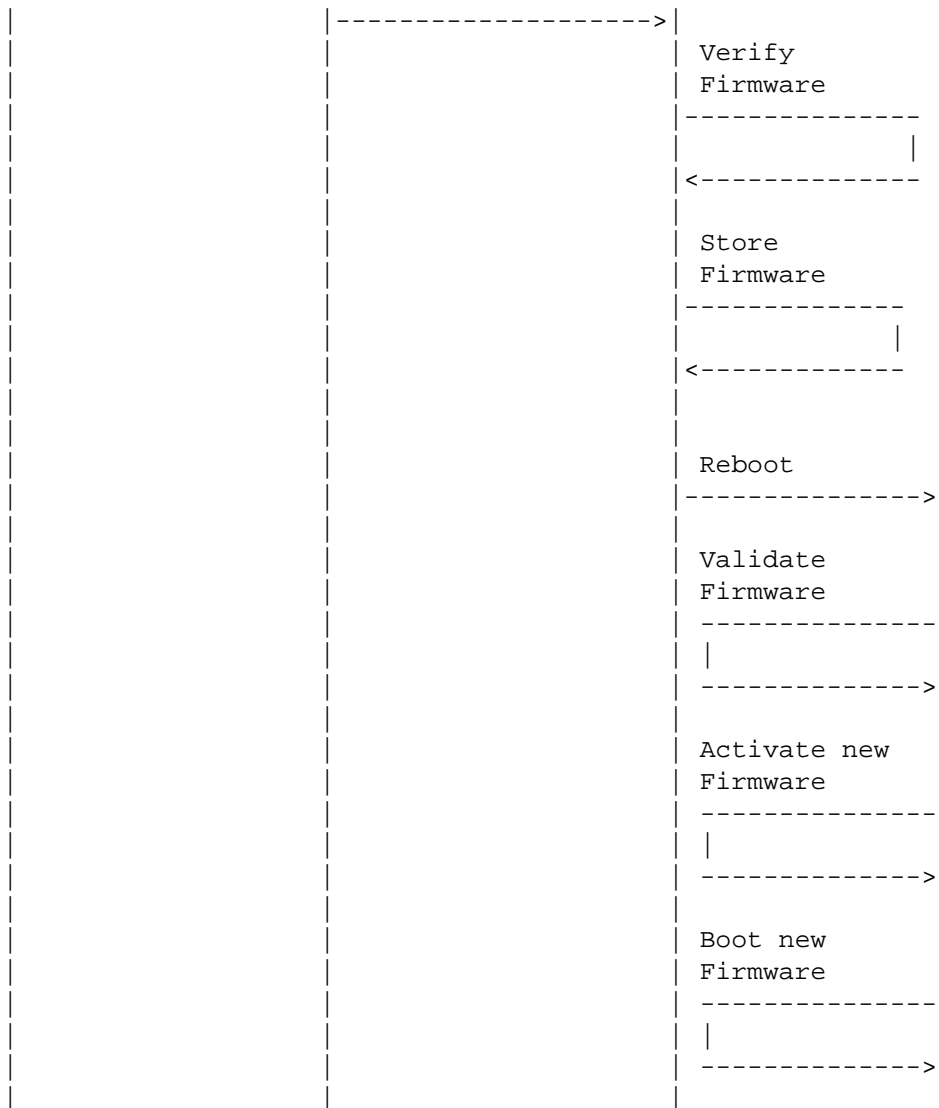 |                   |-------------------->|
|                   |                     | Verify
|                   |                     | Firmware
|                   |                     |---------------
|                   |                     |              |
|                   |                     |<--------------
|                   |                     |
|                   |                     | Store
|                   |                     | Firmware
|                   |                     |--------------
|                   |                     |             |
|                   |                     |<-------------
|                   |                     |
|                   |                     |
|                   |                     | Reboot
|                   |                     |--------------->
|                   |                     |
|                   |                     | Validate
|                   |                     | Firmware
|                   |                     | ---------------
|                   |                     | |
|                   |                     | -------------->
|                   |                     |
|                   |                     | Activate new
|                   |                     | Firmware
|                   |                     | ---------------
|                   |                     | |
|                   |                     | -------------->
|                   |                     |
|                   |                     | Boot new
|                   |                     | Firmware
|                   |                     | ---------------
|                   |                     | |
|                   |                     | -------------->
|                   |                     |